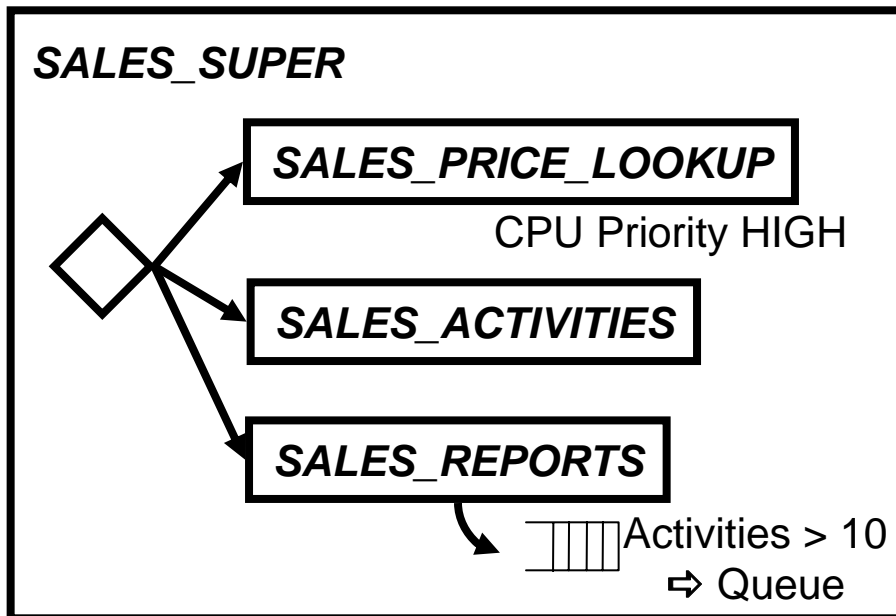 SALES_SUPER
SALES_PRICE_LOOKUP
CPU Priority HIGH
SALES_ACTIVITIES
SALES_REPORTS
Activities > 10
⇨ Queue